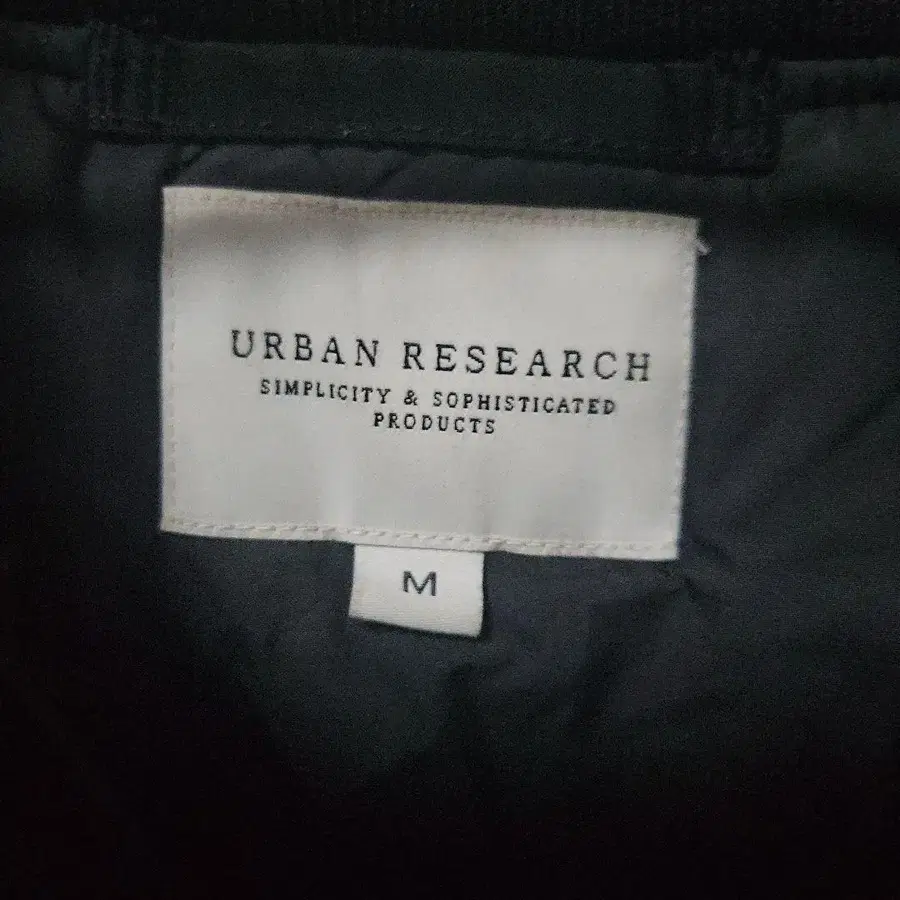 URBAN RESEARCH
SIMPLICITY & SOPHISTICATED
PRODUCTS
M